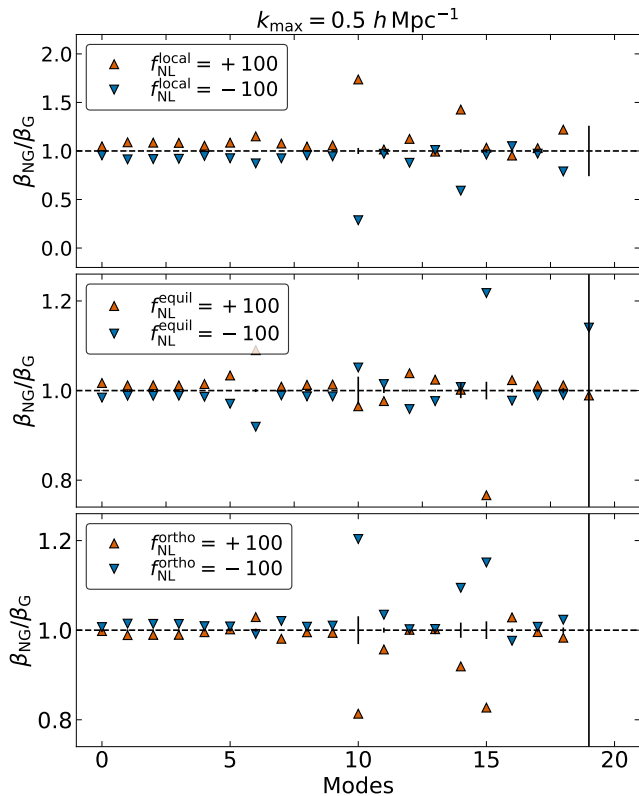 k_max = 0.5 h Mpc⁻¹
β_NG/β_G
2.0
1.5
1.0
0.5
0.0
f_NL^local = +100
f_NL^local = −100
β_NG/β_G
1.2
1.0
0.8
f_NL^equil = +100
f_NL^equil = −100
β_NG/β_G
1.2
1.0
0.8
f_NL^ortho = +100
f_NL^ortho = −100
0 5 10 15 20
Modes